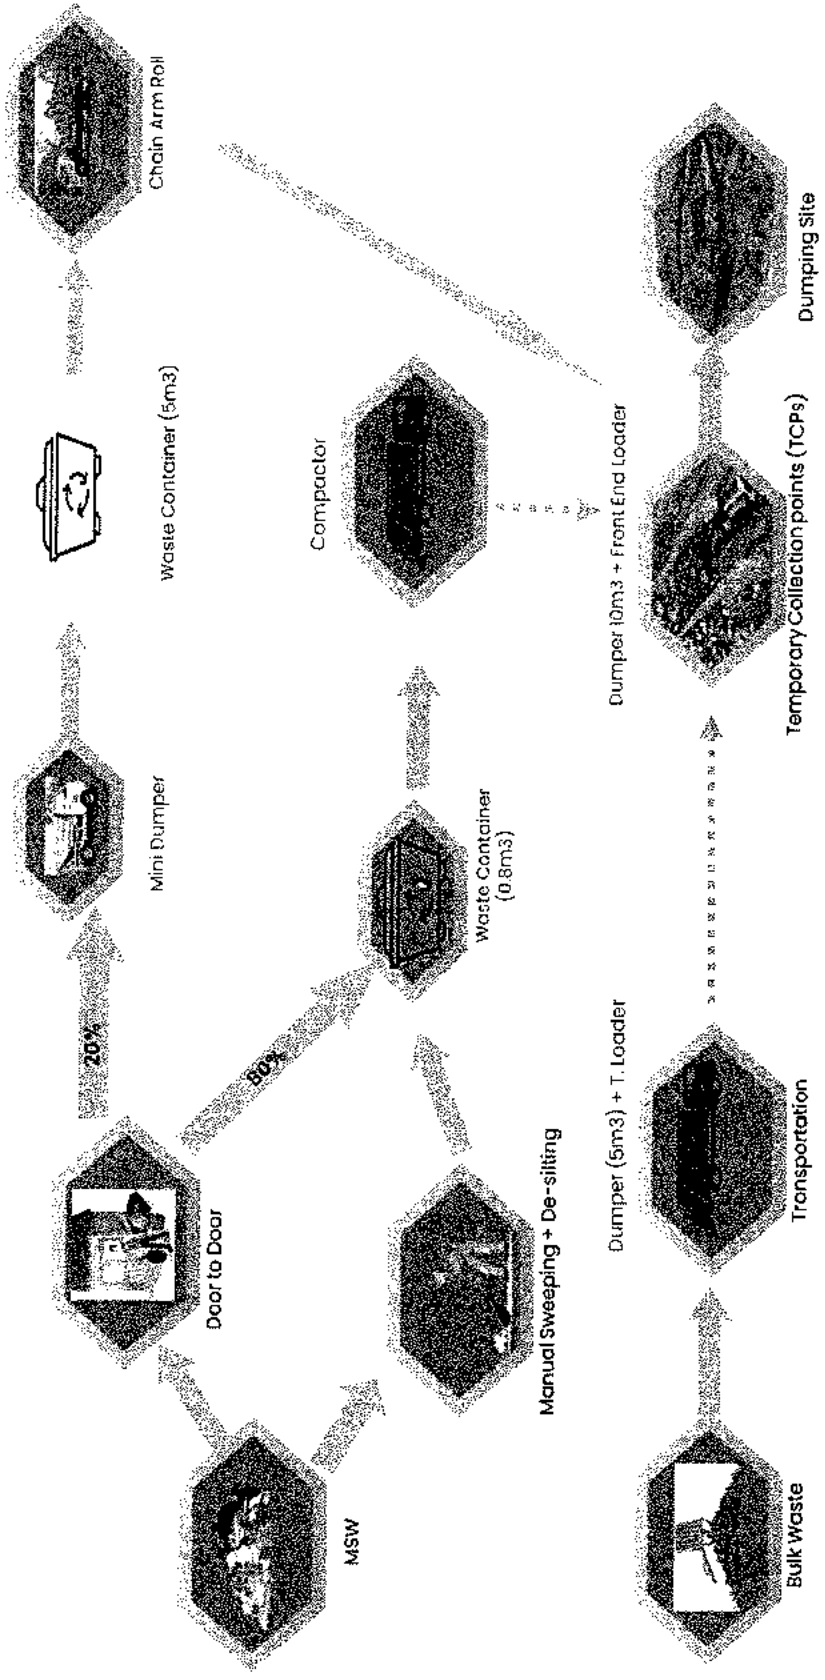 Chain Arm Roll
Waste Container (5m3)
Mini Dumper
20%
Door to Door
80%
MSW
Manual Sweeping + De-silting
Waste Container
(0.8m3)
Compactor
Bulk Waste
Dumper (5m3) + T. Loader
Transportation
Dumper 10m3 + Front End Loader
Temporary Collection points (TCPs)
Dumping Site